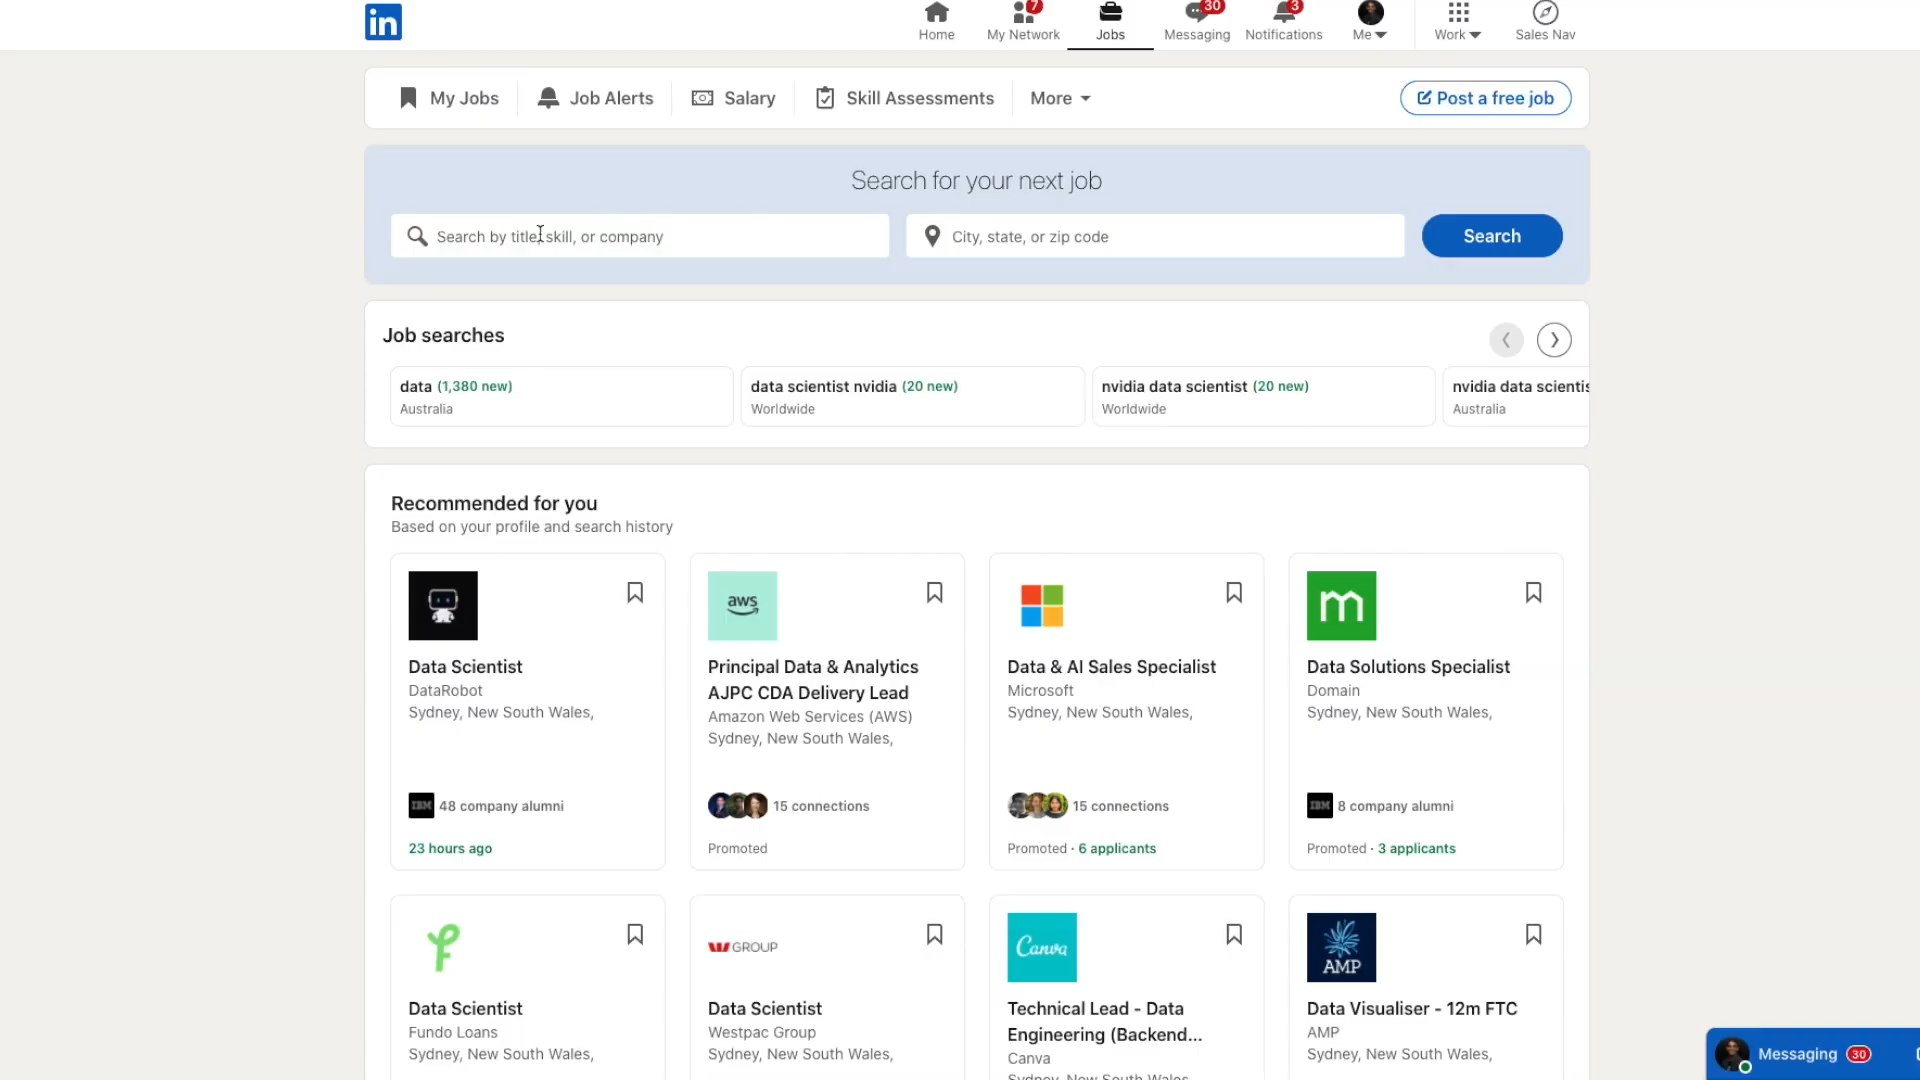 in
7
30
3
Home
My Network
Jobs
Messaging
Notifications
Me
Work
Sales Nav
My Jobs
Job Alerts
Salary
Skill Assessments
More
Post a free job
Search for your next job
Search by title, skill, or company
City, state, or zip code
Search
Job searches
data (1,380 new)
Australia
data scientist nvidia (20 new)
Worldwide
nvidia data scientist (20 new)
Worldwide
nvidia data scientis
Australia
Recommended for you
Based on your profile and search history
Data Scientist
DataRobot
Sydney, New South Wales,
IBM
48 company alumni
23 hours ago
aws
Principal Data & Analytics
AJPC CDA Delivery Lead
Amazon Web Services (AWS)
Sydney, New South Wales,
15 connections
Promoted
Data & AI Sales Specialist
Microsoft
Sydney, New South Wales,
15 connections
Promoted · 6 applicants
m
Data Solutions Specialist
Domain
Sydney, New South Wales,
IBM
8 company alumni
Promoted · 3 applicants
Data Scientist
Fundo Loans
Sydney, New South Wales,
GROUP
Data Scientist
Westpac Group
Sydney, New South Wales,
Canva
Technical Lead - Data
Engineering (Backend...
Canva
Sydney, New South Wales
AMP
Data Visualiser - 12m FTC
AMP
Sydney, New South Wales,
Messaging 30